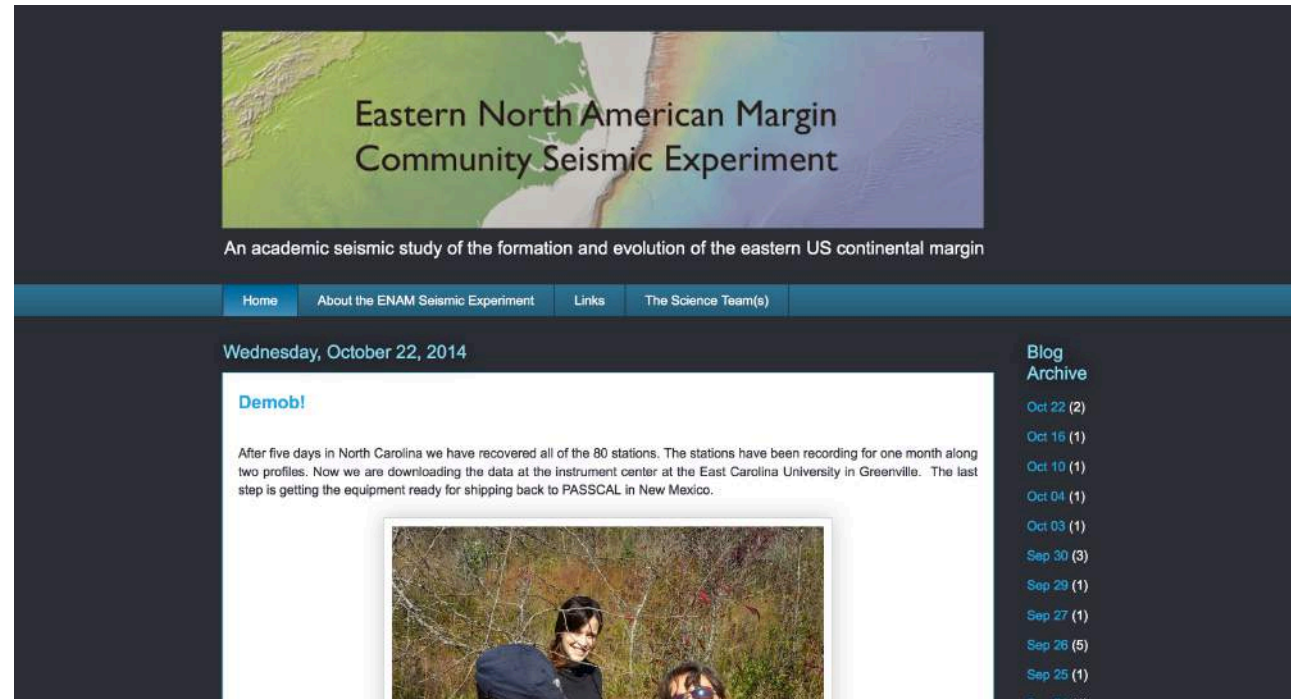 Eastern North American Margin
Community Seismic Experiment
An academic seismic study of the formation and evolution of the eastern US continental margin
Home
About the ENAM Seismic Experiment
Links
The Science Team(s)
Wednesday, October 22, 2014
Demob!
After five days in North Carolina we have recovered all of the 80 stations. The stations have been recording for one month along
two profiles. Now we are downloading the data at the instrument center at the East Carolina University in Greenville. The last
step is getting the equipment ready for shipping back to PASSCAL in New Mexico.
Blog
Archive
Oct 22 (2)
Oct 16 (1)
Oct 10 (1)
Oct 04 (1)
Oct 03 (1)
Sep 30 (3)
Sep 29 (1)
Sep 27 (1)
Sep 26 (5)
Sep 25 (1)